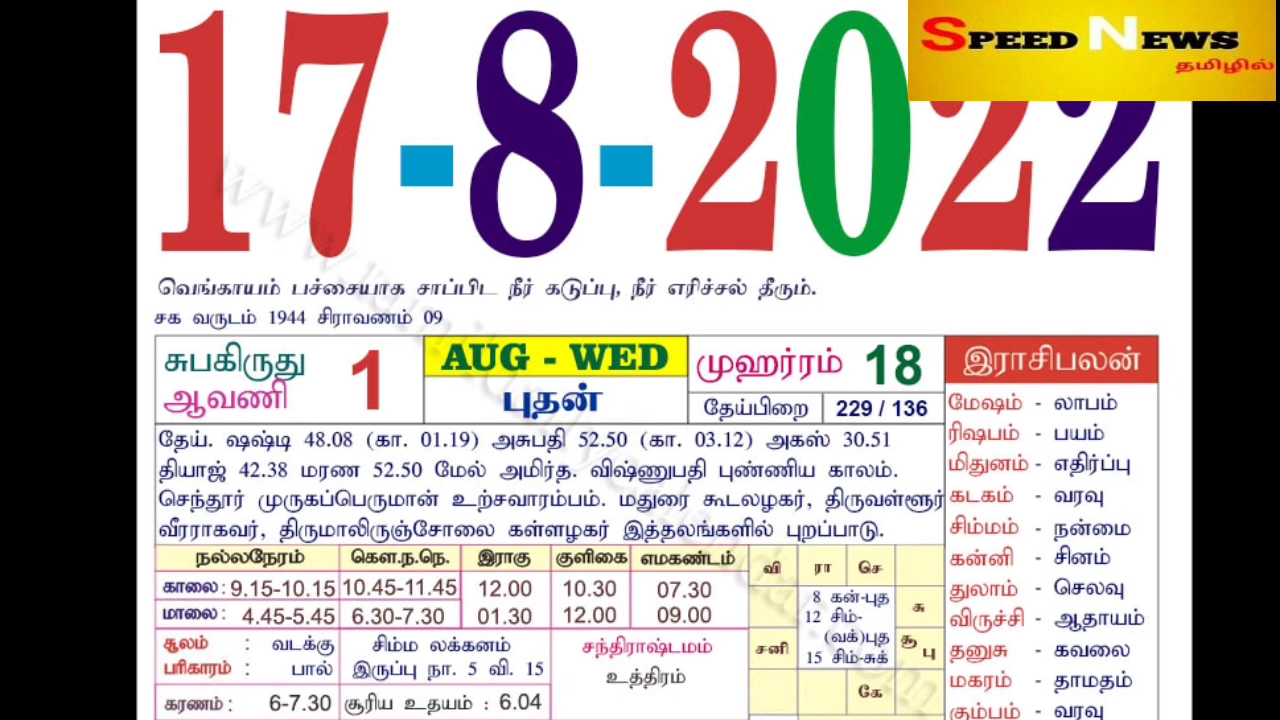 17-8-2022
SPEED NEWS
தமிழில்
வெங்காயம் பச்சையாக சாப்பிட நீர் கடுப்பு, நீர் எரிச்சல் தீரும்.
சக வருடம் 1944 சிராவணம் 09
சுபகிருது
ஆவணி
1
AUG - WED
புதன்
முஹர்ரம் 18
தேய்பிறை 229 / 136
தேய். ஷஷ்டி 48.08 (கா. 01.19) அசுபதி 52.50 (கா. 03.12) அகஸ் 30.51
தியாஜ் 42.38 மரண 52.50 மேல் அமிர்த. விஷ்ணுபதி புண்ணிய காலம்.
செந்தூர் முருகப்பெருமான் உற்சவாரம்பம். மதுரை கூடலழகர், திருவள்ளூர்
வீரராகவர், திருமாலிருஞ்சோலை கள்ளழகர் இத்தலங்களில் புறப்பாடு.
நல்லநேரம் கௌ.ந.நெ. இராகு குளிகை எமகண்டம்
காலை : 9.15-10.15 10.45-11.45 12.00 10.30 07.30
மாலை : 4.45-5.45 6.30-7.30 01.30 12.00 09.00
சூலம் : வடக்கு
பரிகாரம் : பால்
சிம்ம லக்கனம்
இருப்பு நா. 5 வி. 15
சந்திராஷ்டமம்
உத்திரம்
கரணம் : 6-7.30 சூரிய உதயம் : 6.04
வி ரா செ
8 கன்-புத
12 சிம்-
(வக்)புத
15 சிம்-சுக்
சு
சனி
சூ
பு
கே
இராசிபலன்
மேஷம் - லாபம்
ரிஷபம் - பயம்
மிதுனம் - எதிர்ப்பு
கடகம் - வரவு
சிம்மம் - நன்மை
கன்னி - சினம்
துலாம் - செலவு
விருச்சி - ஆதாயம்
தனுசு - கவலை
மகரம் - தாமதம்
கும்பம் - வரவு